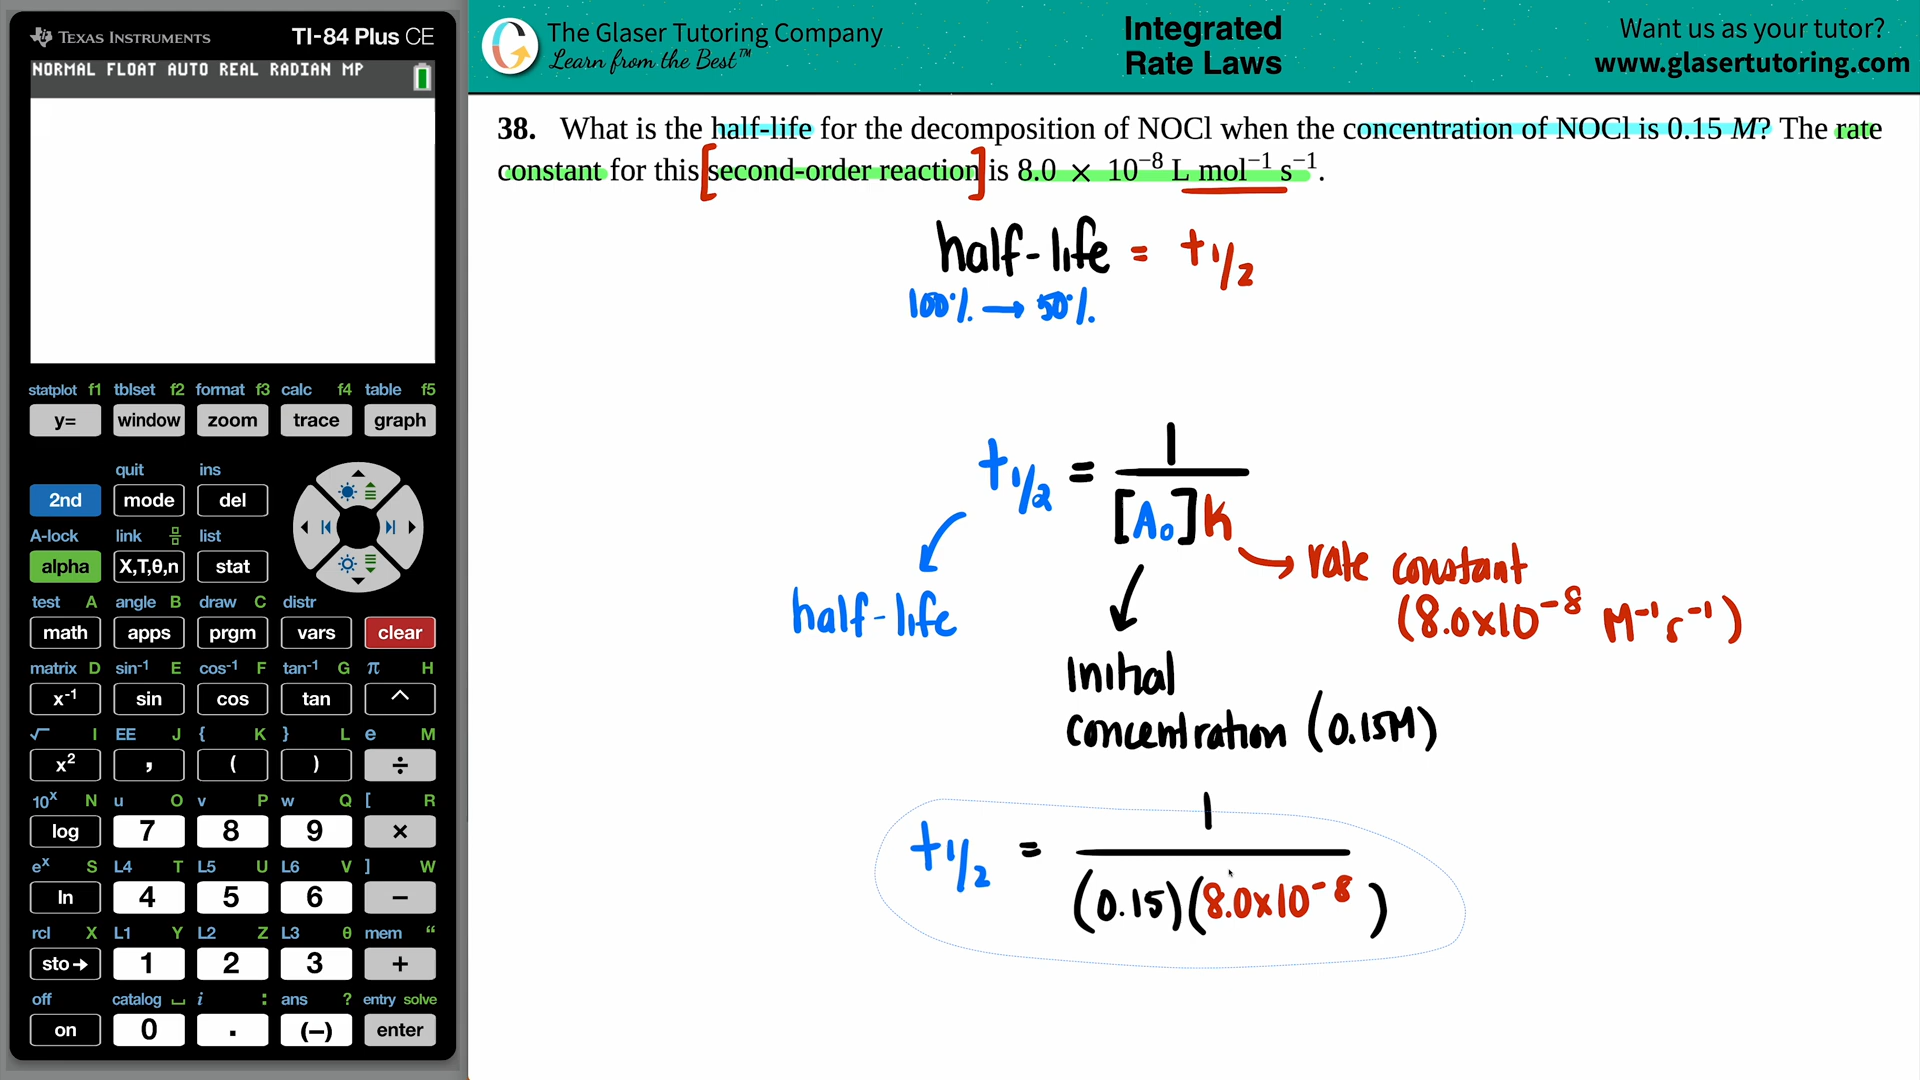 TEXAS INSTRUMENTS TI-84 Plus CE
NORMAL FLOAT AUTO REAL RADIAN MP
statplot f1 tblset f2 format f3 calc f4 table f5
y= window zoom trace graph
quit ins
2nd mode del
A-lock link list
alpha X,T,θ,n stat
test A angle B draw C distr
math apps prgm vars clear
matrix D sin⁻¹ E cos⁻¹ F tan⁻¹ G π H
x⁻¹ sin cos tan ^
√ I EE J { K } L e M
x² , ( ) ÷
10ˣ N u O v P w Q [ R
log 7 8 9 ×
eˣ S L4 T L5 U L6 V ] W
ln 4 5 6 −
rcl X L1 Y L2 Z L3 θ mem “
sto→ 1 2 3 +
off catalog ⎵ i : ans ? entry solve
on 0 . (–) enter
The Glaser Tutoring Company
Learn from the Best™
Integrated
Rate Laws
Want us as your tutor?
www.glasertutoring.com
38. What is the half-life for the decomposition of NOCl when the concentration of NOCl is 0.15 M? The rate
constant for this [second-order reaction] is 8.0 × 10⁻⁸ L mol⁻¹ s⁻¹.
half-life = t1/2
100% → 50%
t1/2 = 1 / [A₀]k
rate constant
(8.0x10⁻⁸ M⁻¹s⁻¹)
half-life
Initial
concentration (0.15M)
t1/2 = 1 / (0.15)(8.0x10⁻⁸)